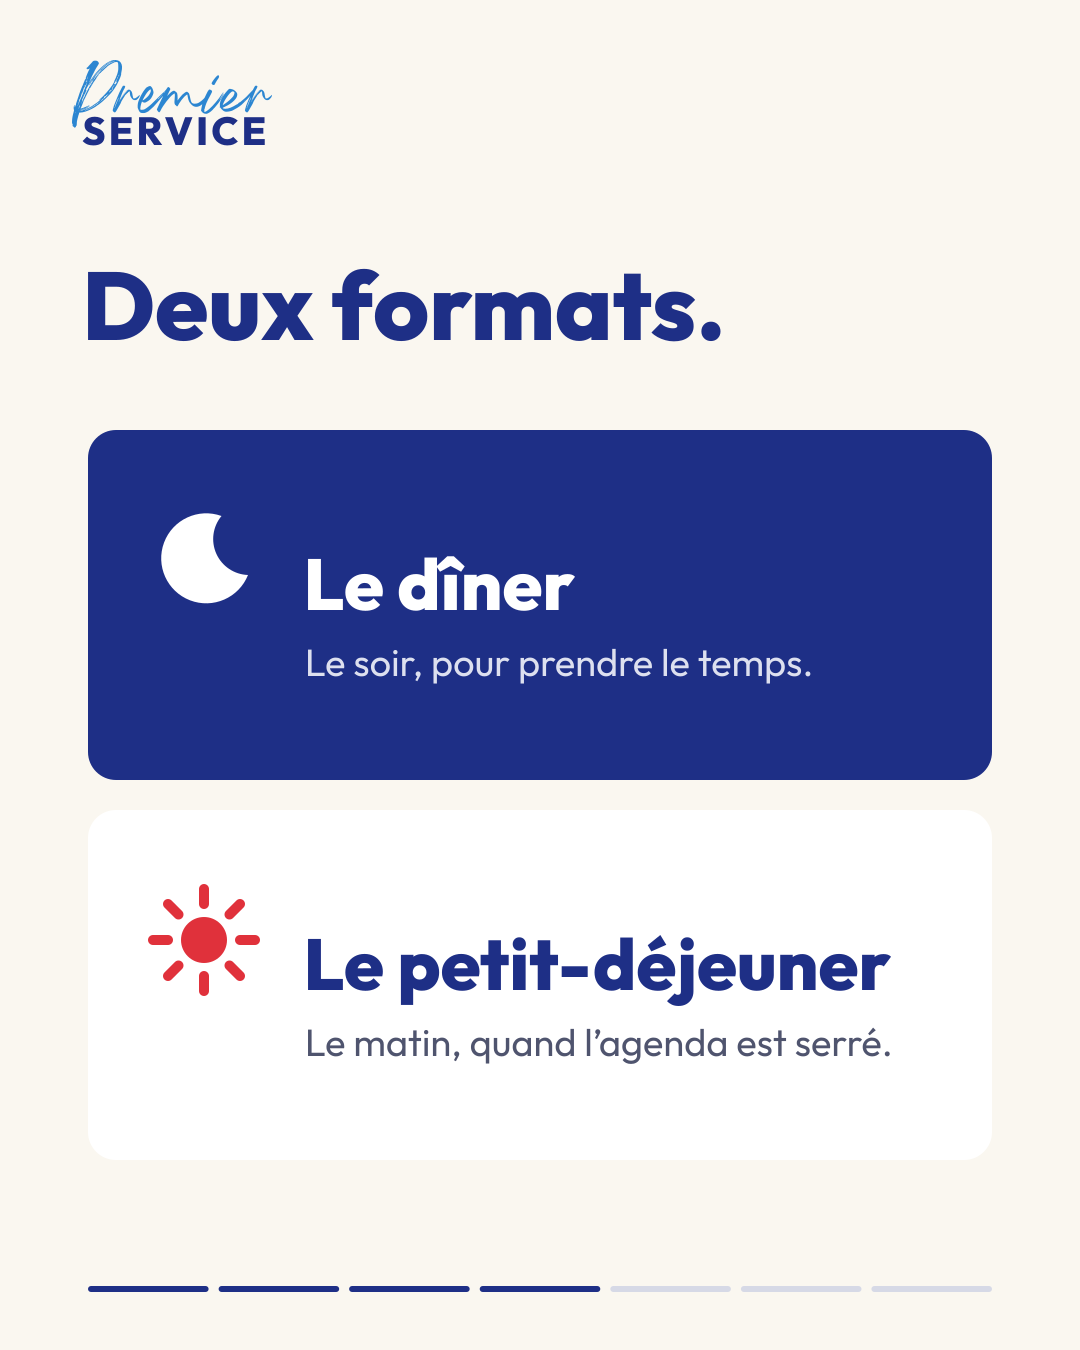 Premier
SERVICE
Deux formats.
Le dîner
Le soir, pour prendre le temps.
Le petit-déjeuner
Le matin, quand l’agenda est serré.